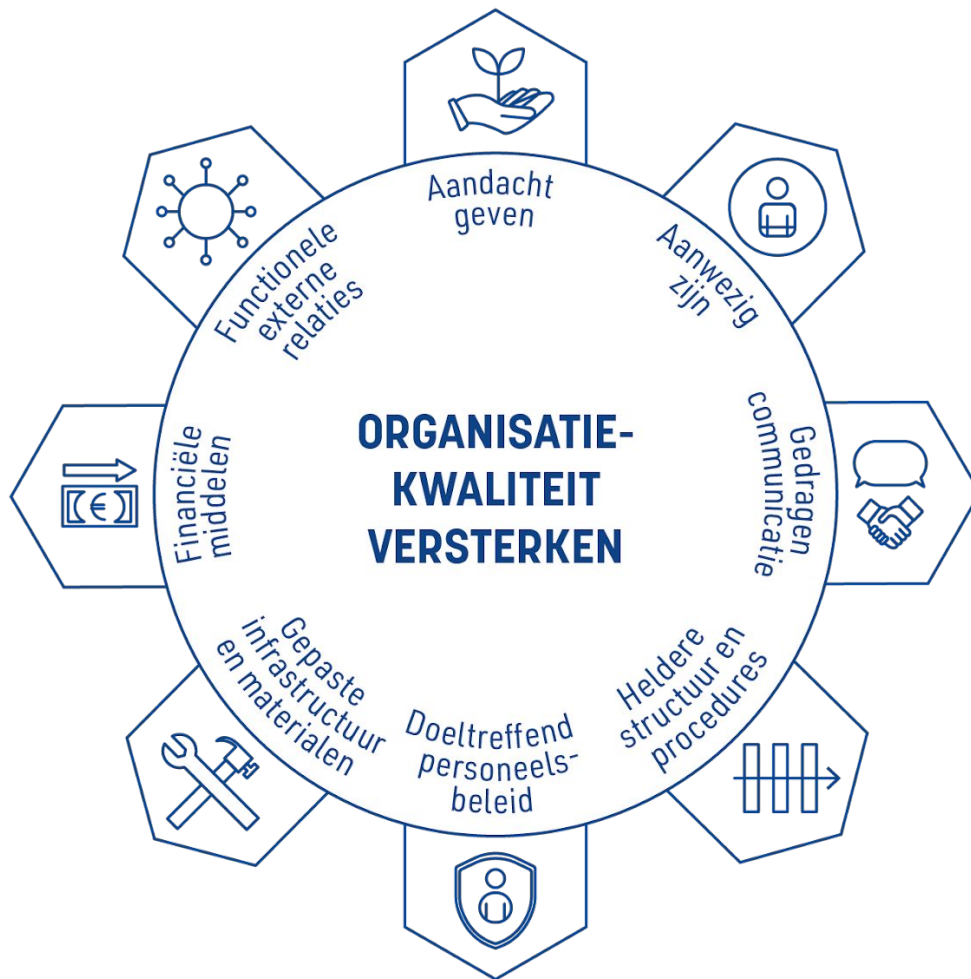 Aandacht
geven
Aanwezig
zijn
Gedragen
communicatie
Heldere
structuur en
procedures
Doeltreffend
personeels-
beleid
Gepaste
infrastructuur
en materialen
Financiële
middelen
€
Functionele
externe
relaties
ORGANISATIE-
KWALITEIT
VERSTERKEN